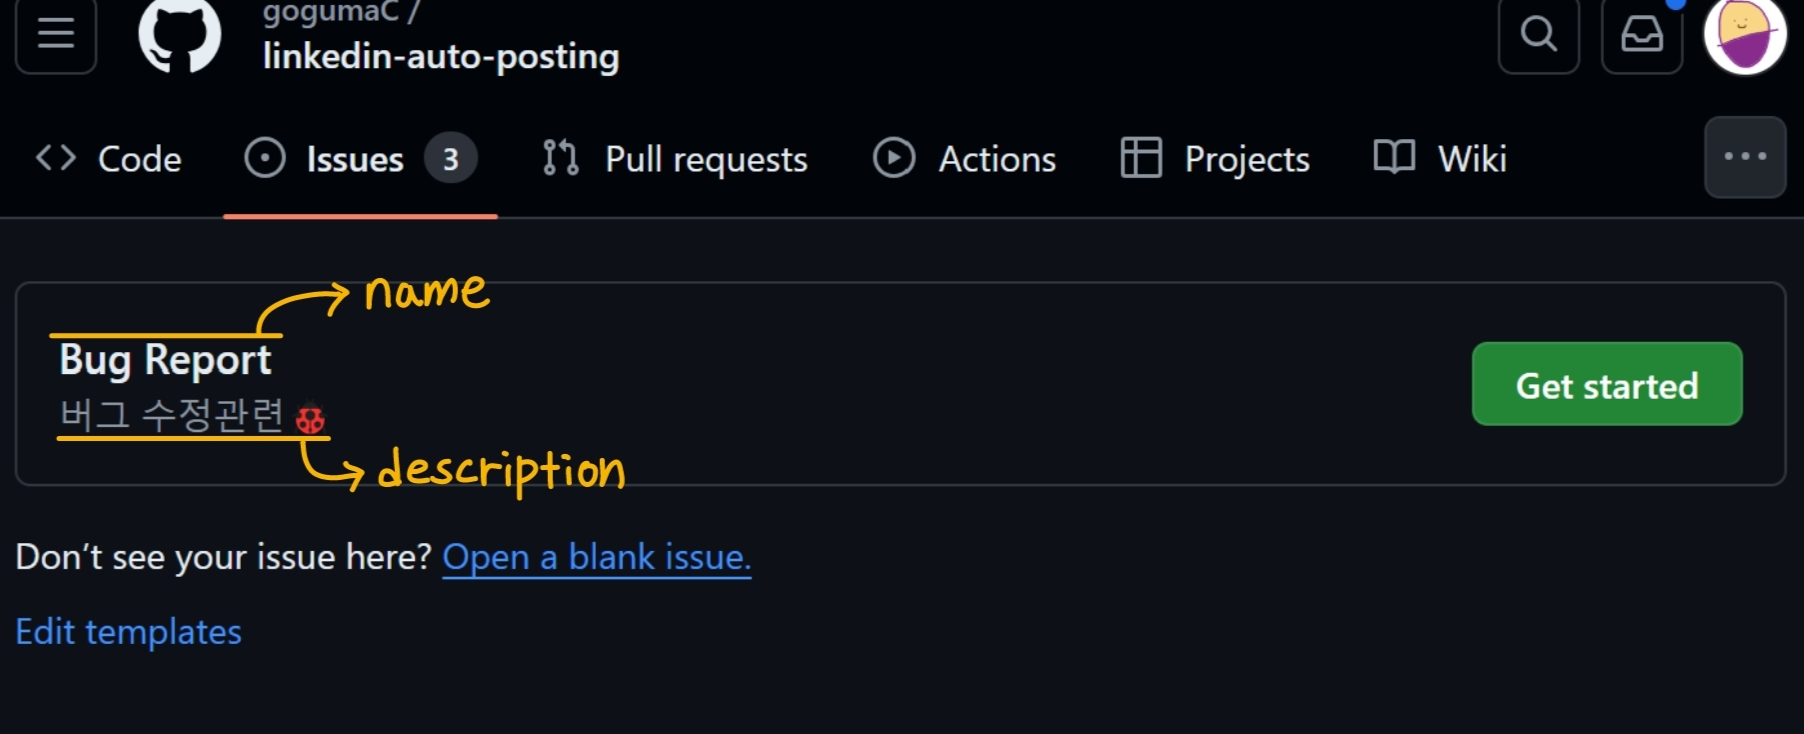 gogumaC /
linkedin-auto-posting
Code Issues 3 Pull requests Actions Projects Wiki
name
Bug Report
버그 수정관련 🐞
Get started
description
Don’t see your issue here? Open a blank issue.
Edit templates